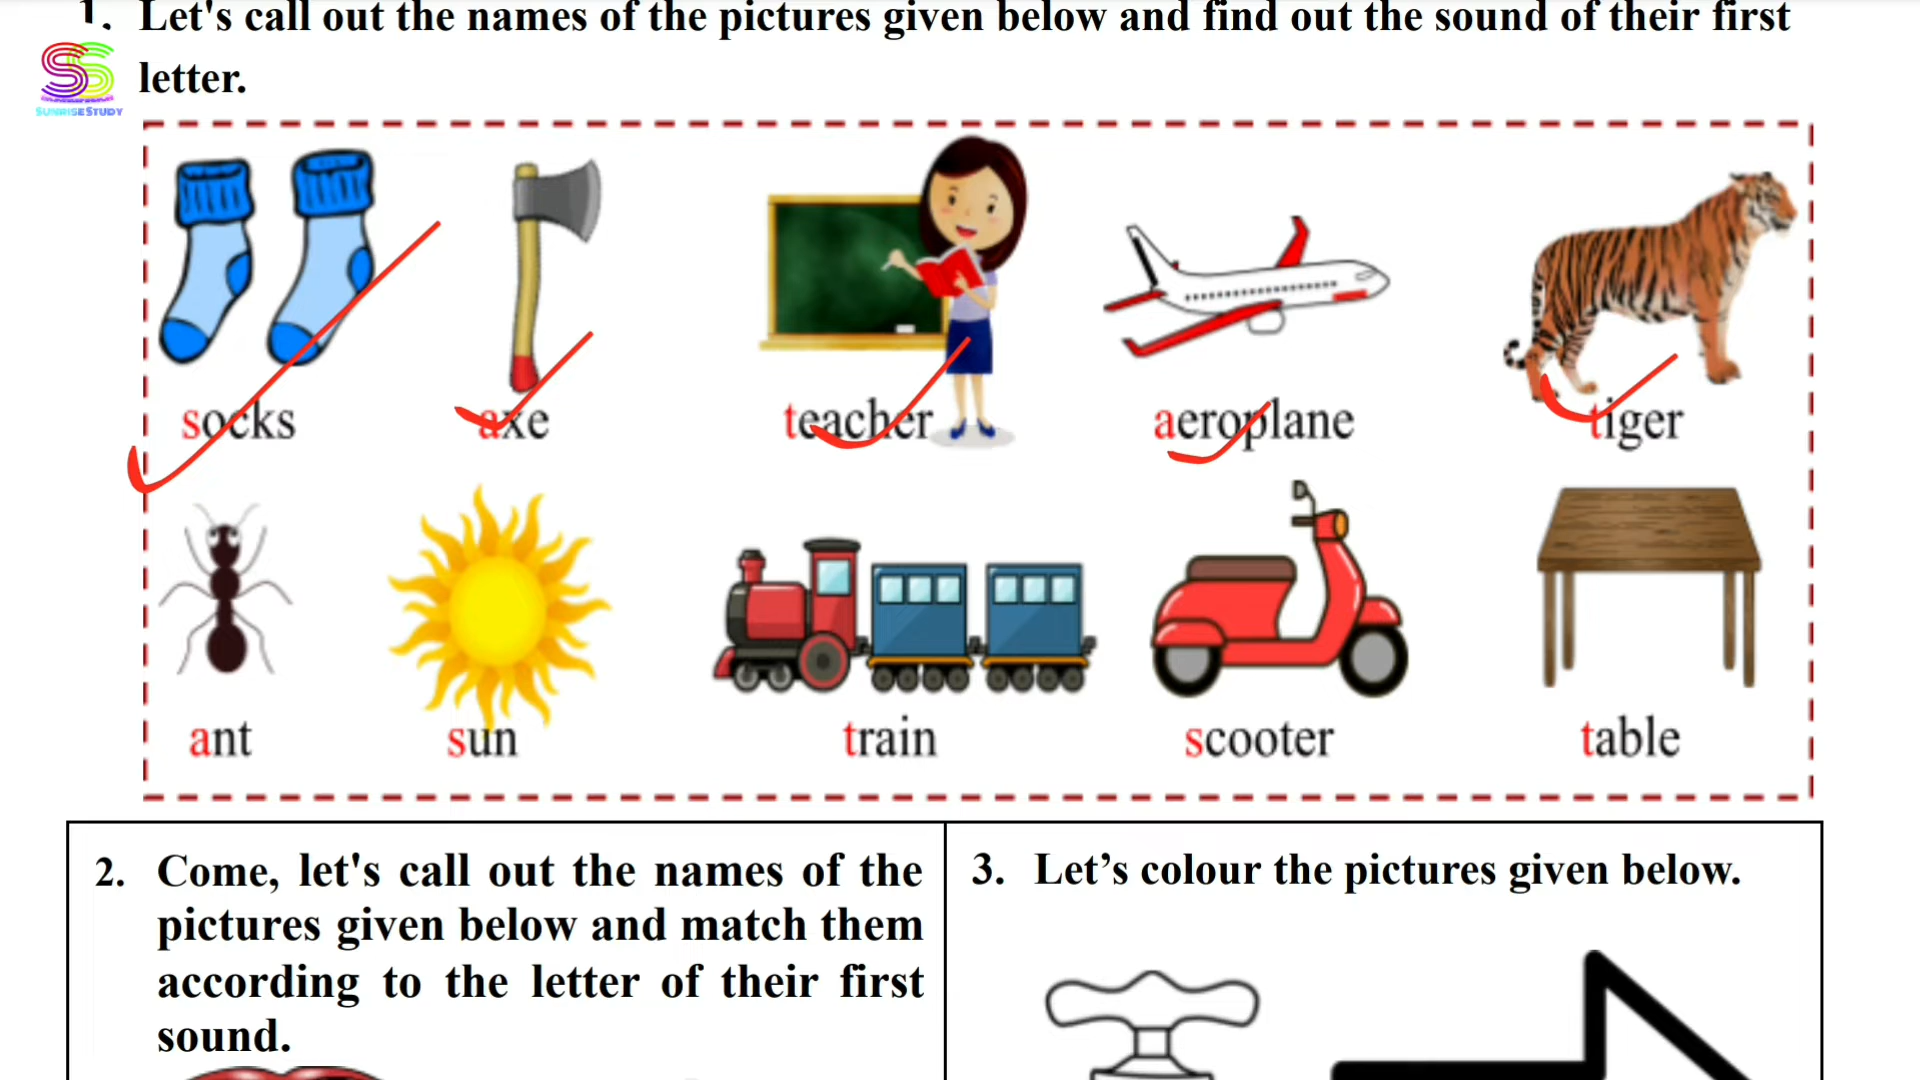 1. Let's call out the names of the pictures given below and find out the sound of their first
letter.
SS
SUNRISE STUDY
socks axe teacher aeroplane tiger
ant sun train scooter table
2. Come, let's call out the names of the
pictures given below and match them
according to the letter of their first
sound.
3. Let’s colour the pictures given below.